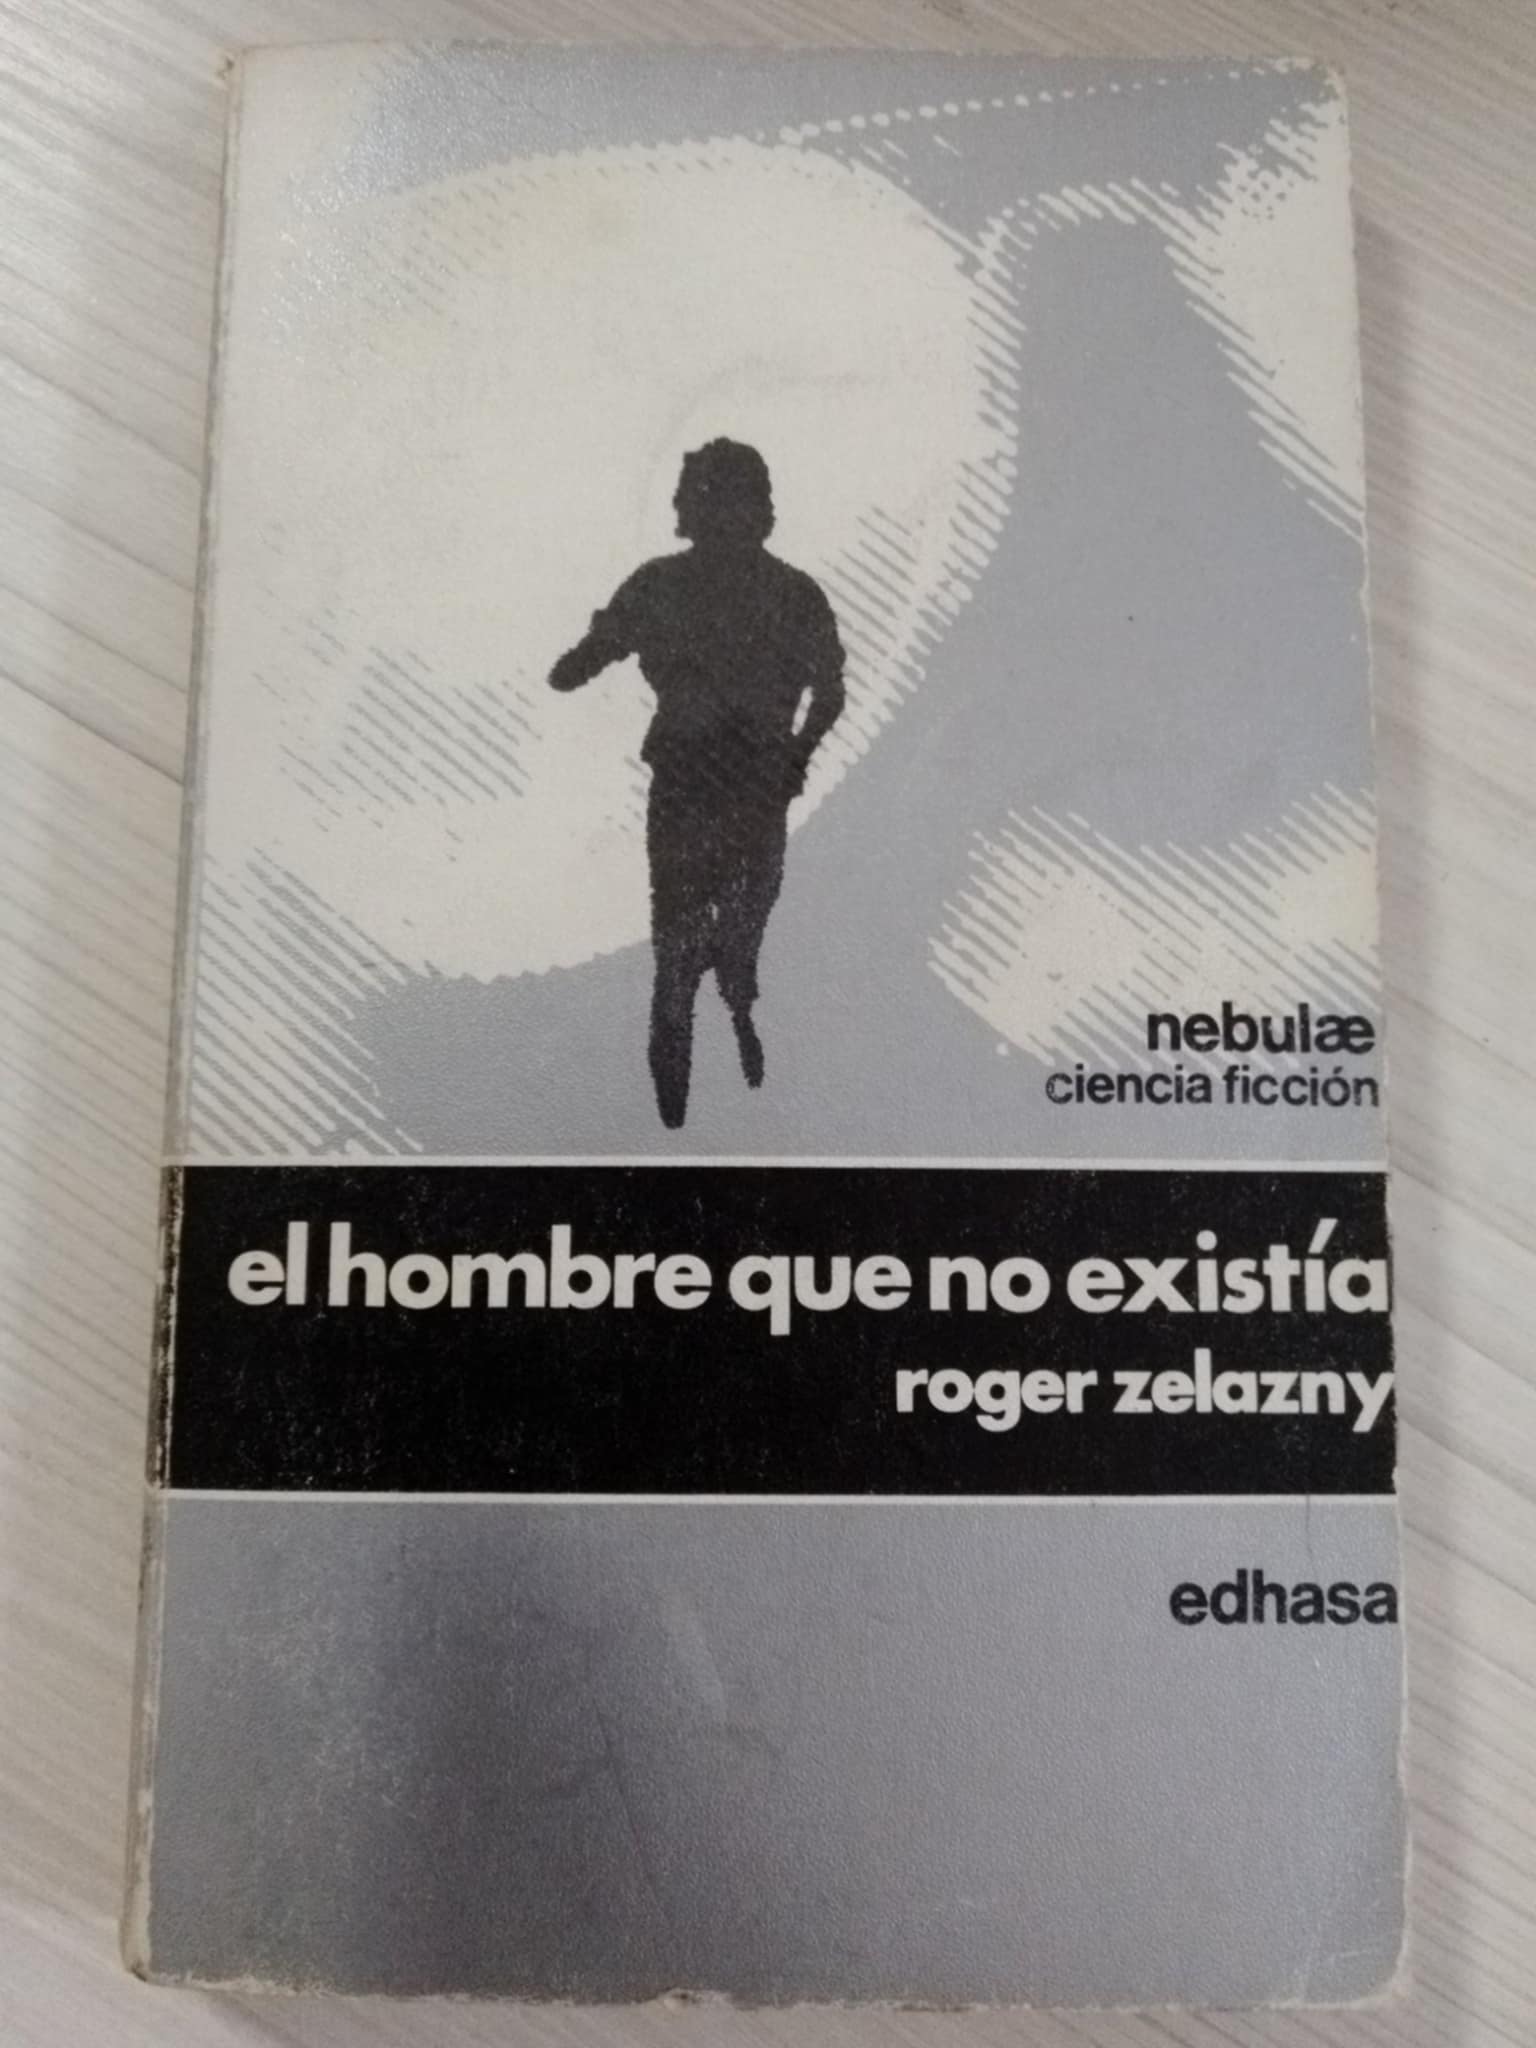 nebulæ
ciencia ficción
el hombre que no existía
roger zelazny
edhasa